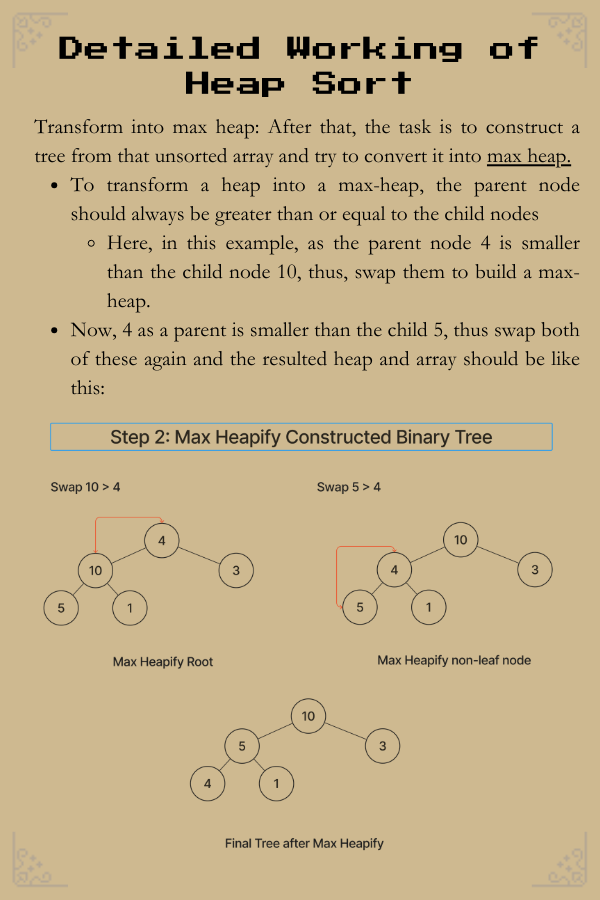 Detailed Working of
Heap Sort
Transform into max heap: After that, the task is to construct a
tree from that unsorted array and try to convert it into max heap.
• To transform a heap into a max-heap, the parent node
should always be greater than or equal to the child nodes
○ Here, in this example, as the parent node 4 is smaller
than the child node 10, thus, swap them to build a max-
heap.
• Now, 4 as a parent is smaller than the child 5, thus swap both
of these again and the resulted heap and array should be like
this:
Step 2: Max Heapify Constructed Binary Tree
Swap 10 > 4
4
10
3
5
1
Max Heapify Root
Swap 5 > 4
10
4
3
5
1
Max Heapify non-leaf node
10
5
3
4
1
Final Tree after Max Heapify